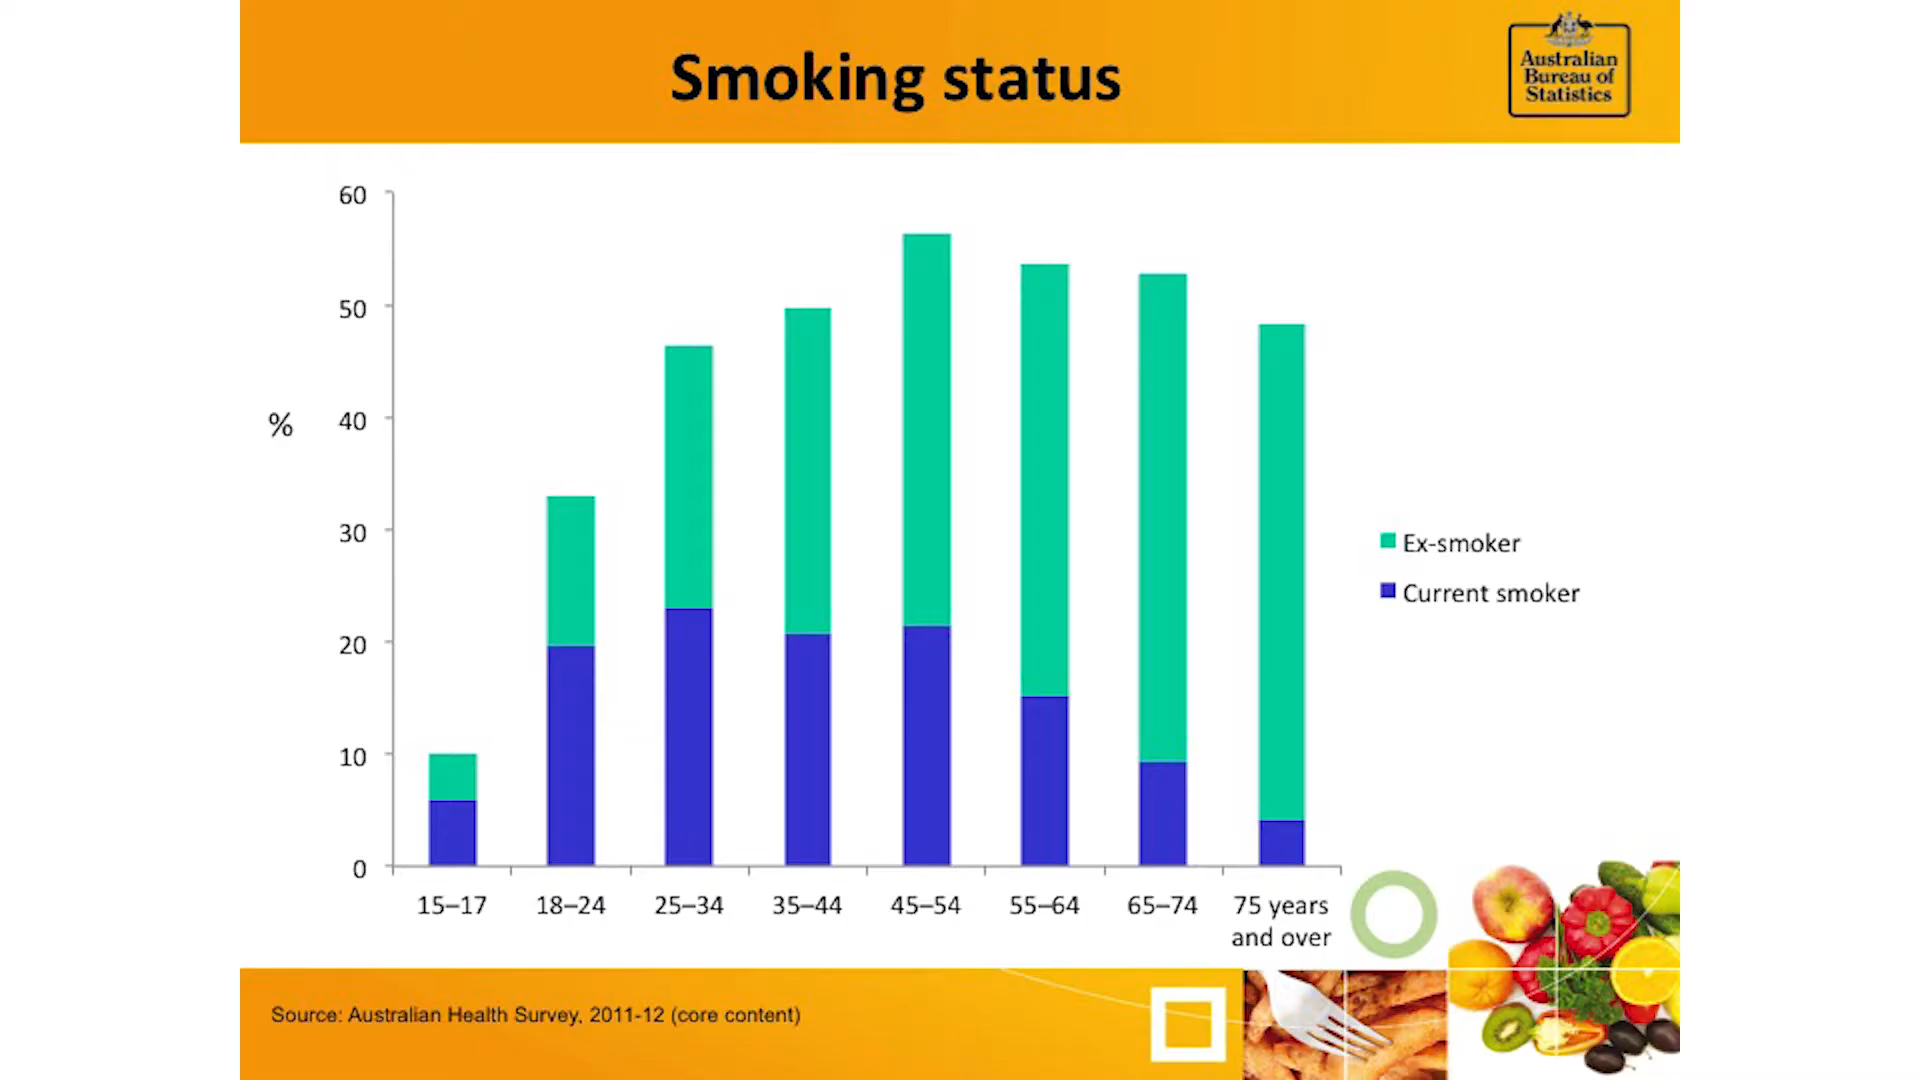 Smoking status
Australian
Bureau of
Statistics
60
50
40
30
20
10
0
%
15–17
18–24
25–34
35–44
45–54
55–64
65–74
75 years
and over
Ex-smoker
Current smoker
Source: Australian Health Survey, 2011-12 (core content)